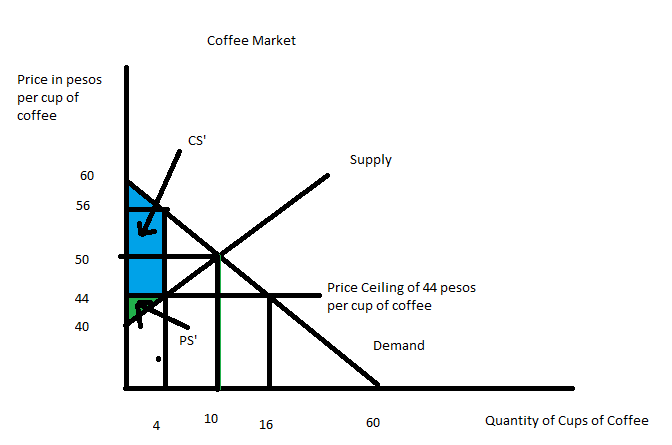 Coffee Market
Price in pesos
per cup of
coffee
CS'
Supply
60
56
50
44
40
Price Ceiling of 44 pesos
per cup of coffee
PS'
Demand
4
10
16
60
Quantity of Cups of Coffee